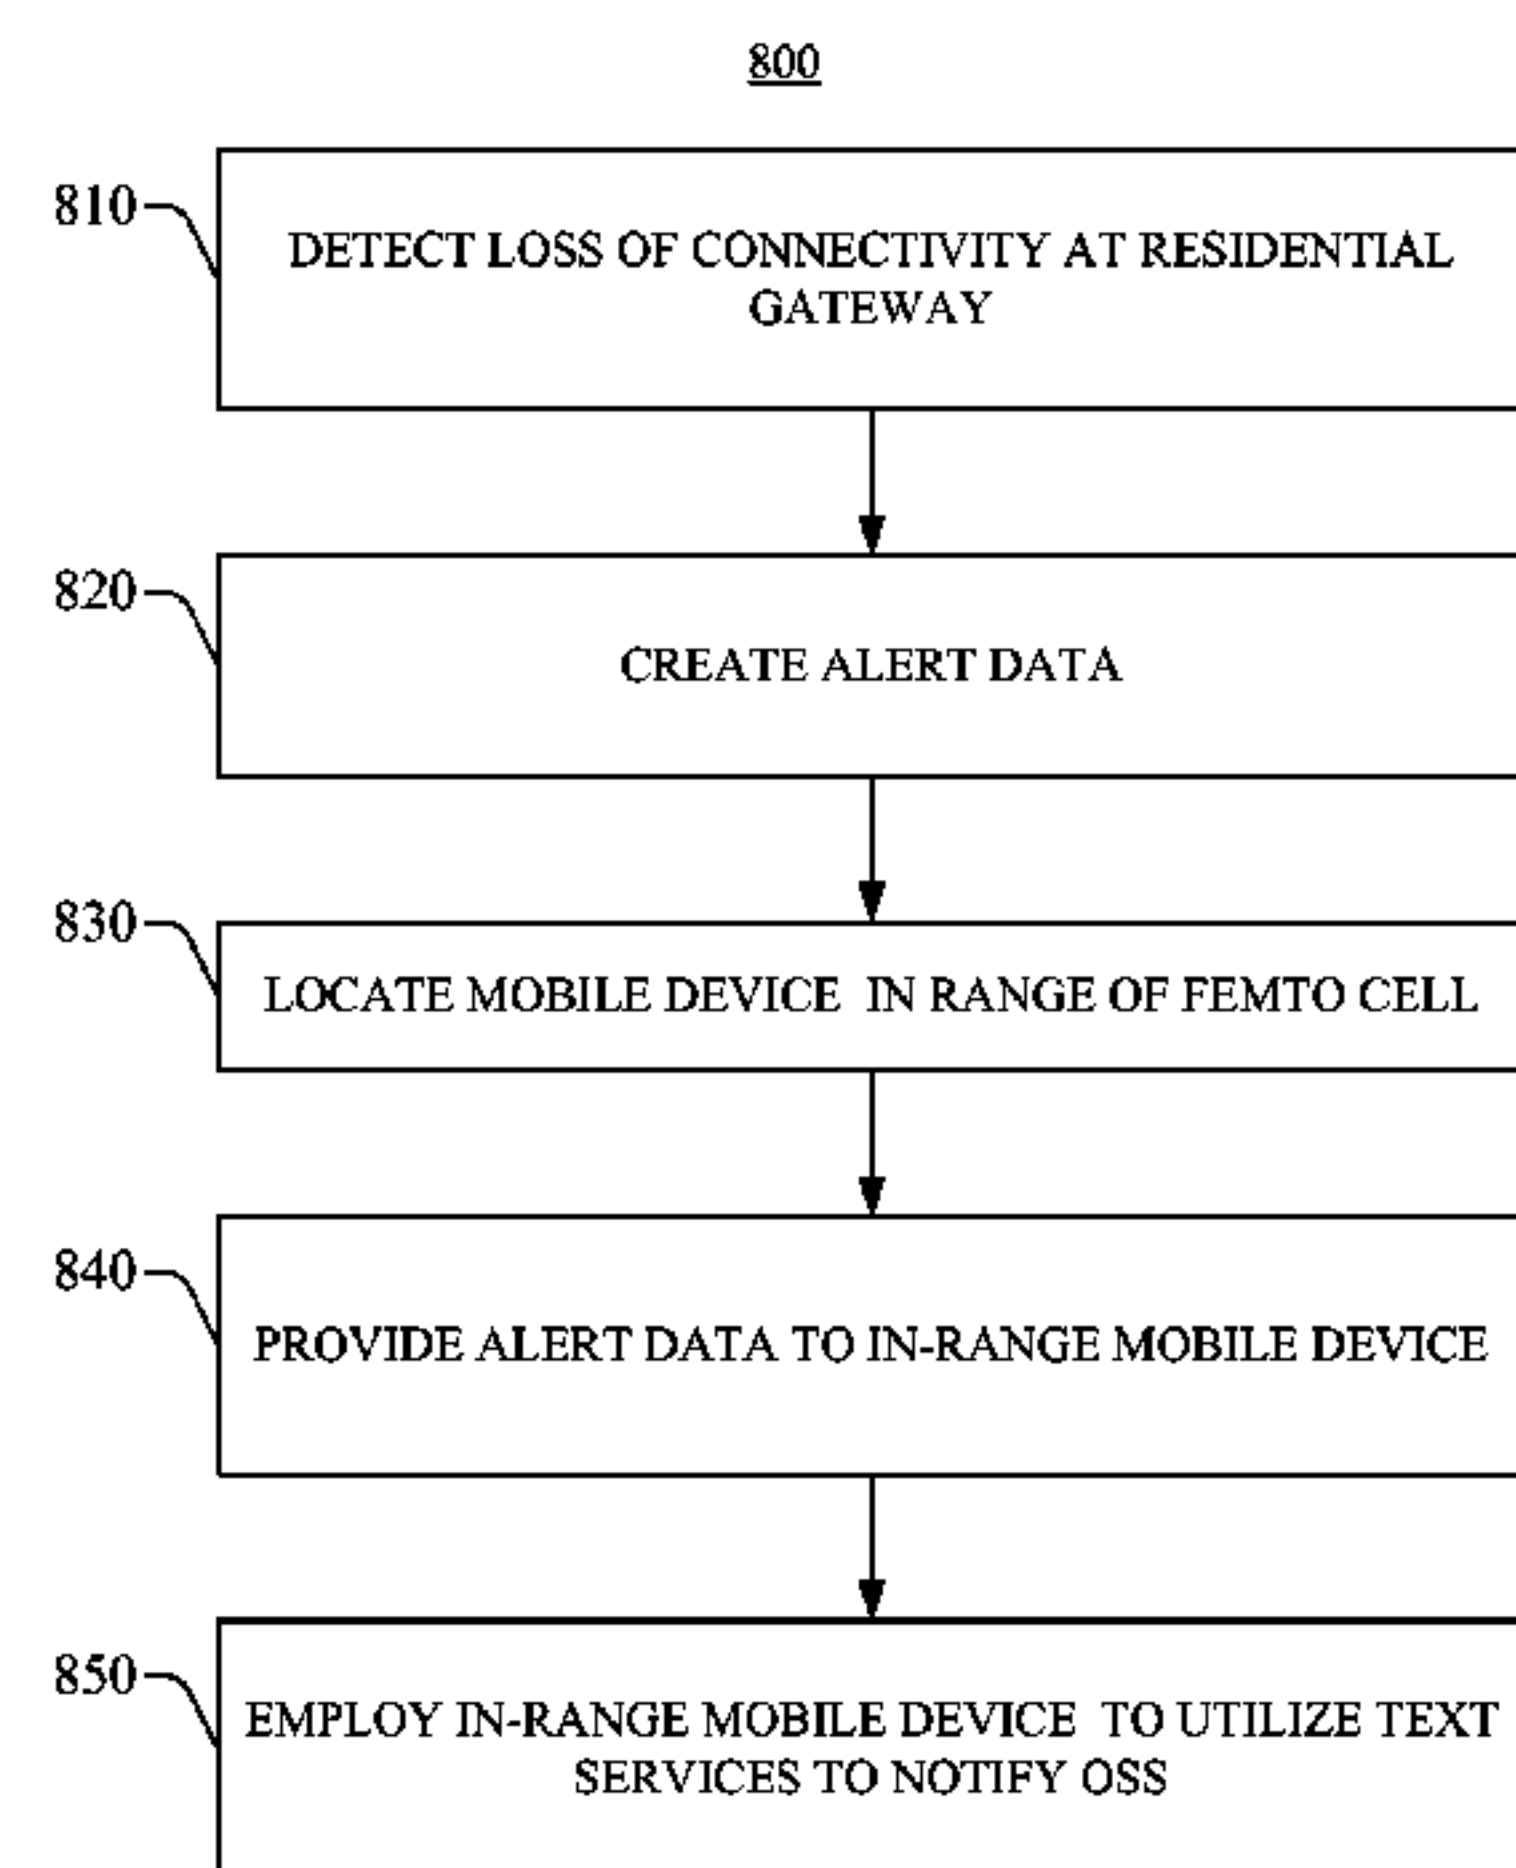 800
810
DETECT LOSS OF CONNECTIVITY AT RESIDENTIAL
GATEWAY
820
CREATE ALERT DATA
830
LOCATE MOBILE DEVICE IN RANGE OF FEMTO CELL
840
PROVIDE ALERT DATA TO IN-RANGE MOBILE DEVICE
850
EMPLOY IN-RANGE MOBILE DEVICE TO UTILIZE TEXT
SERVICES TO NOTIFY OSS